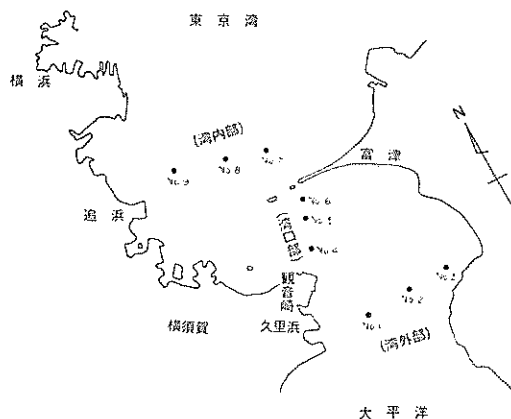 東京湾
横浜
N
(湾内部)
No.7
No.8
No.9
富津
No.6
No.5
No.4
(湾口部)
追浜
観音崎
No.3
No.2
No.1
(湾外部)
横須賀
久里浜
大平洋